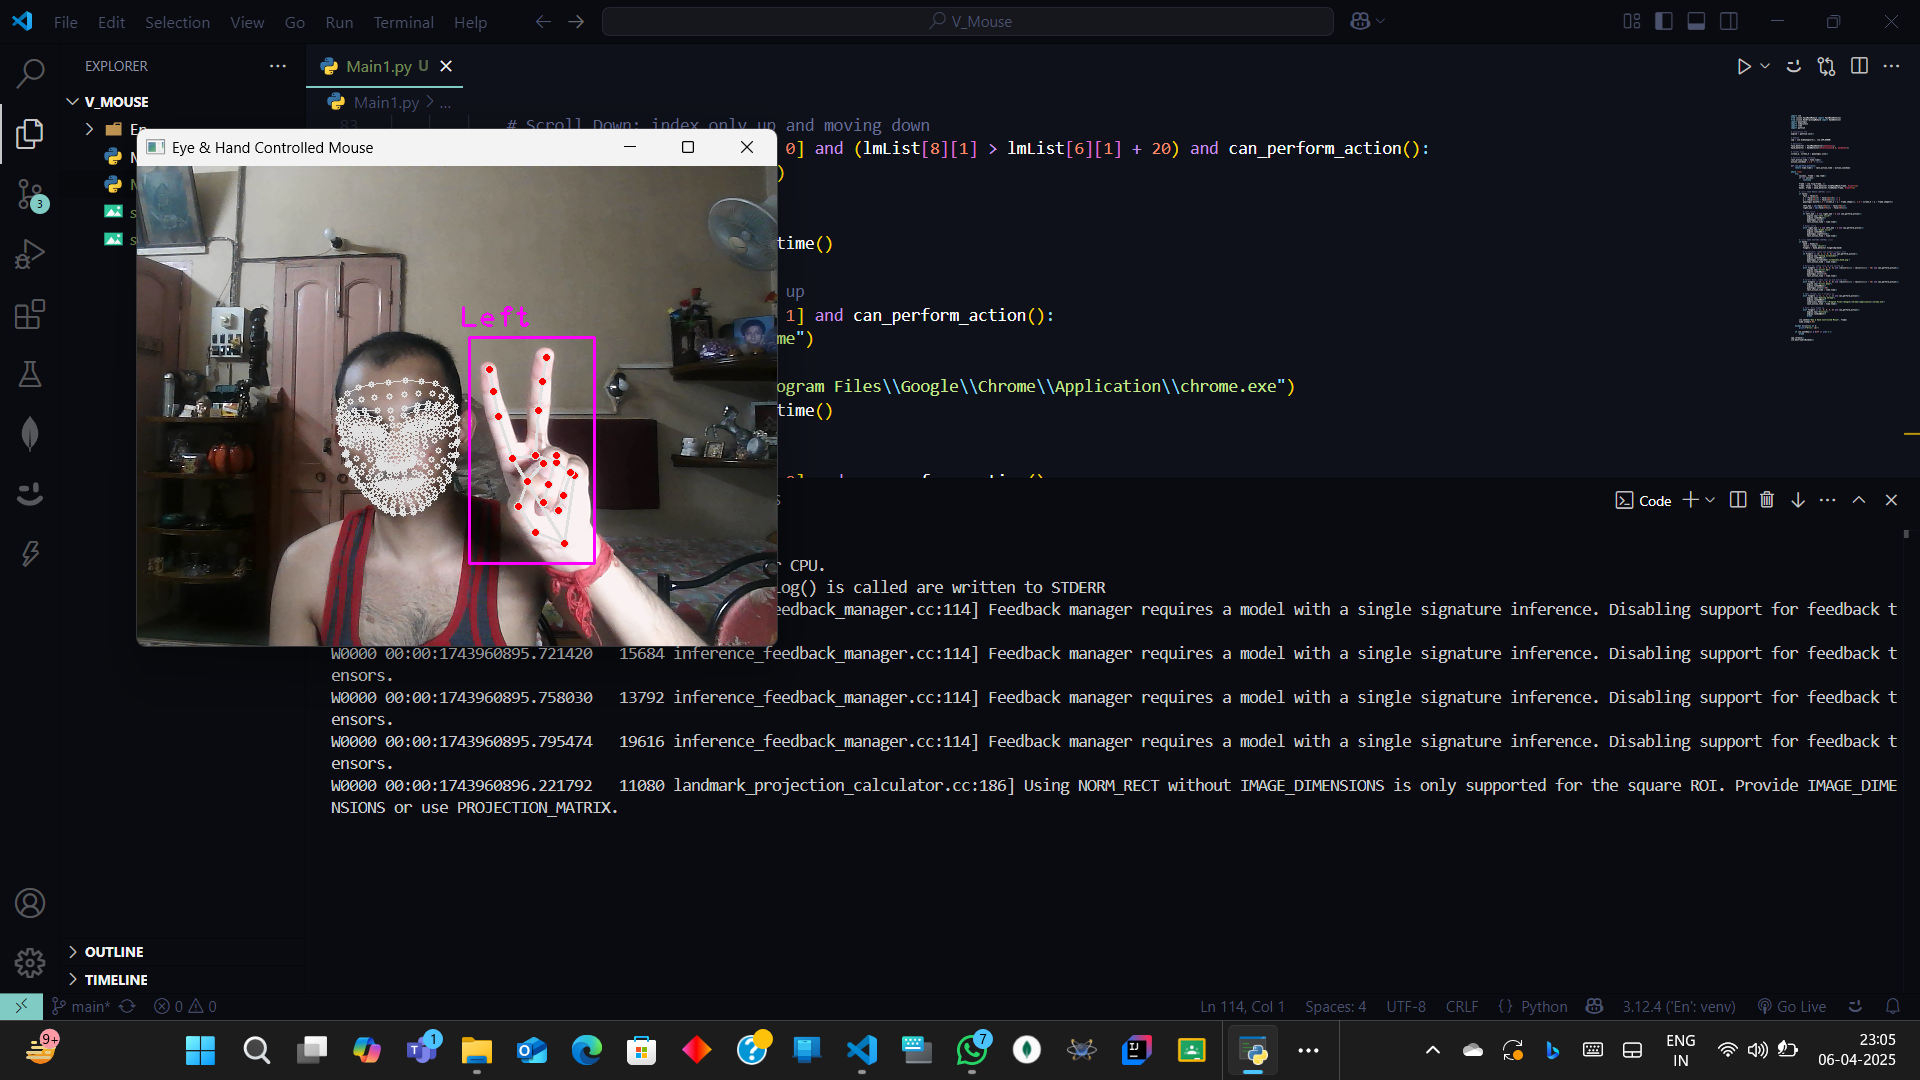 File Edit Selection View Go Run Terminal Help
V_Mouse
EXPLORER
Main1.py U
V_MOUSE
Main1.py > ...
En
83
# Scroll Down: index only up and moving down
0] and (lmList[8][1] > lmList[6][1] + 20) and can_perform_action():
)
time()
up
1] and can_perform_action():
me")
ogram Files\\Google\\Chrome\\Application\\chrome.exe")
time()
Eye & Hand Controlled Mouse
Left
3
Code
CPU.
og() is called are written to STDERR
eedback_manager.cc:114] Feedback manager requires a model with a single signature inference. Disabling support for feedback t
W0000 00:00:1743960895.721420 15684 inference_feedback_manager.cc:114] Feedback manager requires a model with a single signature inference. Disabling support for feedback t
ensors.
W0000 00:00:1743960895.758030 13792 inference_feedback_manager.cc:114] Feedback manager requires a model with a single signature inference. Disabling support for feedback t
ensors.
W0000 00:00:1743960895.795474 19616 inference_feedback_manager.cc:114] Feedback manager requires a model with a single signature inference. Disabling support for feedback t
ensors.
W0000 00:00:1743960896.221792 11080 landmark_projection_calculator.cc:186] Using NORM_RECT without IMAGE_DIMENSIONS is only supported for the square ROI. Provide IMAGE_DIME
NSIONS or use PROJECTION_MATRIX.
OUTLINE
TIMELINE
main* 0 0
Ln 114, Col 1 Spaces: 4 UTF-8 CRLF {} Python 3.12.4 ('En': venv) Go Live
9+
1
7
ENG
IN
23:05
06-04-2025